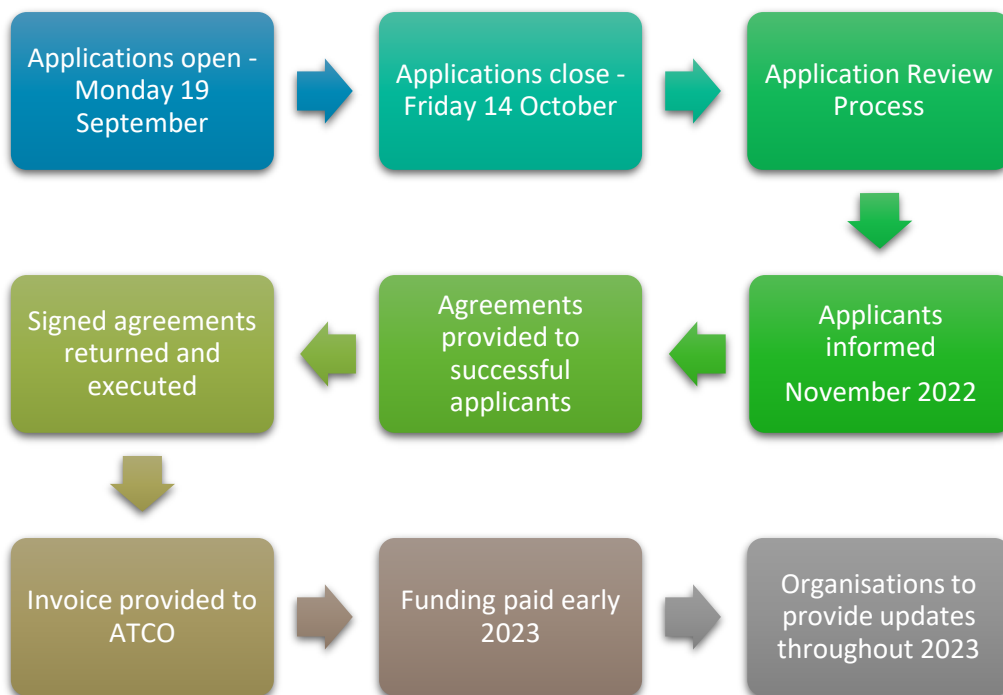 Applications open -
Monday 19
September
Applications close -
Friday 14 October
Application Review
Process
Applicants
informed
November 2022
Agreements
provided to
successful
applicants
Signed agreements
returned and
executed
Invoice provided to
ATCO
Funding paid early
2023
Organisations to
provide updates
throughout 2023